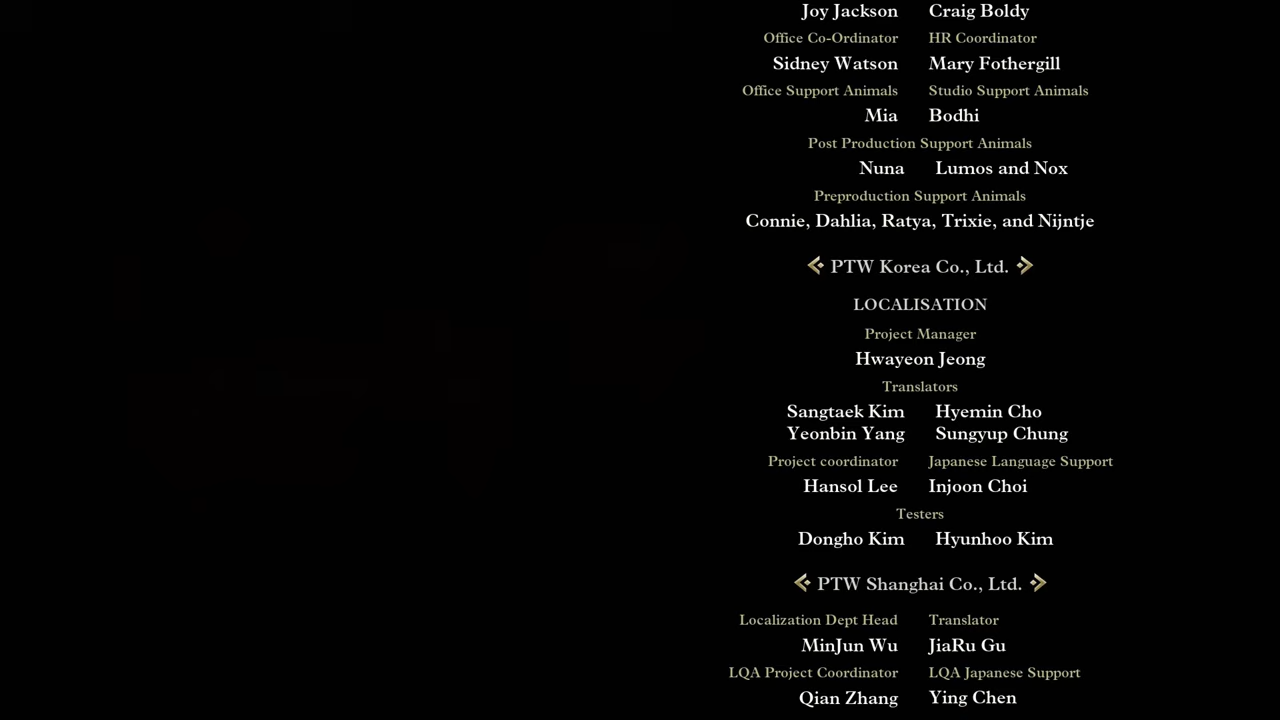 Joy Jackson Craig Boldy
Office Co-Ordinator HR Coordinator
Sidney Watson Mary Fothergill
Office Support Animals Studio Support Animals
Mia Bodhi
Post Production Support Animals
Nuna Lumos and Nox
Preproduction Support Animals
Connie, Dahlia, Ratya, Trixie, and Nijntje
PTW Korea Co., Ltd.
LOCALISATION
Project Manager
Hwayeon Jeong
Translators
Sangtaek Kim Hyemin Cho
Yeonbin Yang Sungyup Chung
Project coordinator Japanese Language Support
Hansol Lee Injoon Choi
Testers
Dongho Kim Hyunhoo Kim
PTW Shanghai Co., Ltd.
Localization Dept Head Translator
MinJun Wu JiaRu Gu
LQA Project Coordinator LQA Japanese Support
Qian Zhang Ying Chen